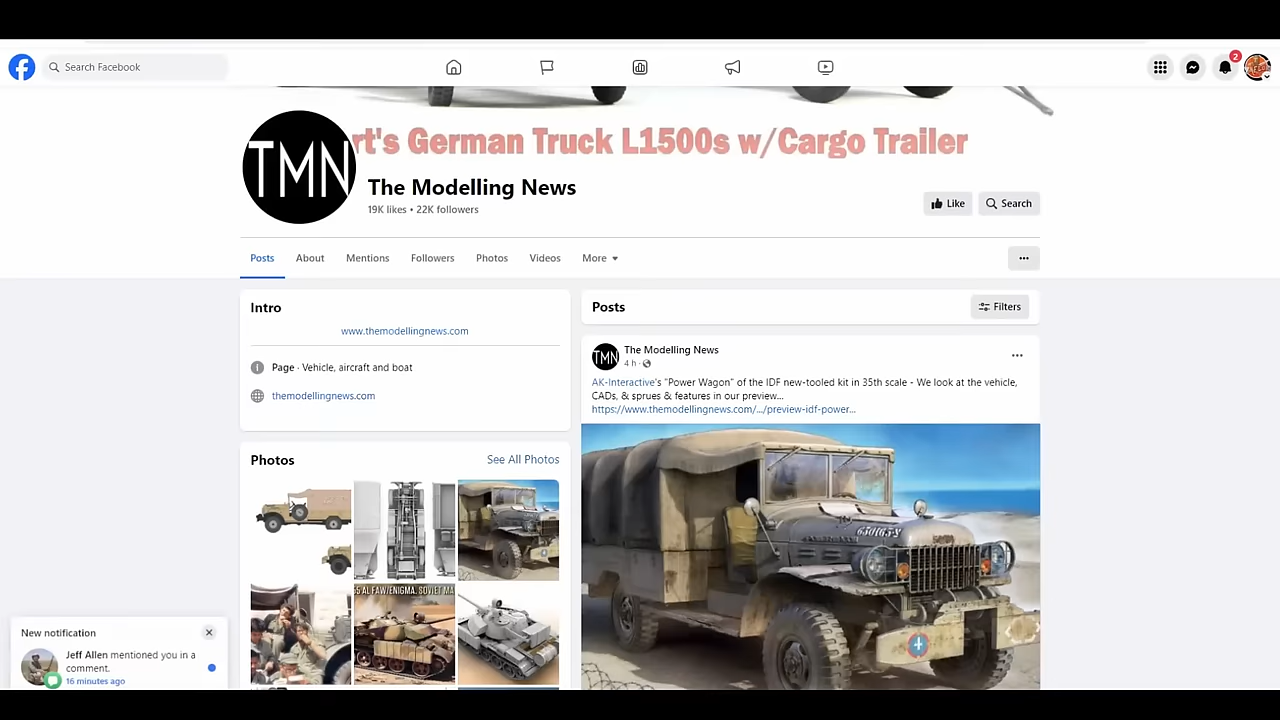 Search Facebook
2
rt's German Truck L1500s w/Cargo Trailer
TMN
The Modelling News
19K likes • 22K followers
Like
Search
Posts
About
Mentions
Followers
Photos
Videos
More
Intro
www.themodellingnews.com
Page · Vehicle, aircraft and boat
themodellingnews.com
Photos
See All Photos
Posts
Filters
TMN
The Modelling News
4 h ·
AK-Interactive's "Power Wagon" of the IDF new-tooled kit in 35th scale - We look at the vehicle,
CADs, & sprues & features in our preview...
https://www.themodellingnews.com/.../preview-idf-power...
New notification
Jeff Allen mentioned you in a
comment.
16 minutes ago